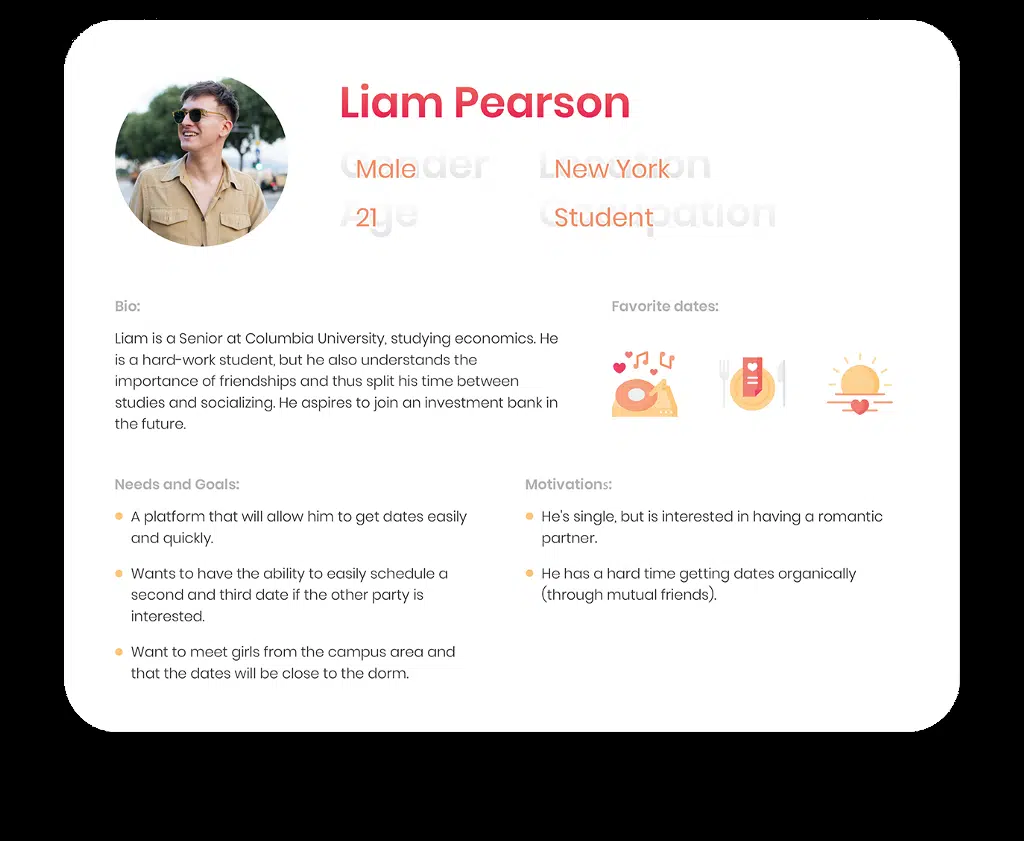 Liam Pearson
Gender Male
Location New York
Age 21
Occupation Student
Bio:
Liam is a Senior at Columbia University, studying economics. He
is a hard-work student, but he also understands the
importance of friendships and thus split his time between
studies and socializing. He aspires to join an investment bank in
the future.
Favorite dates:
Needs and Goals:
A platform that will allow him to get dates easily
and quickly.
Wants to have the ability to easily schedule a
second and third date if the other party is
interested.
Want to meet girls from the campus area and
that the dates will be close to the dorm.
Motivations:
He's single, but is interested in having a romantic
partner.
He has a hard time getting dates organically
(through mutual friends).